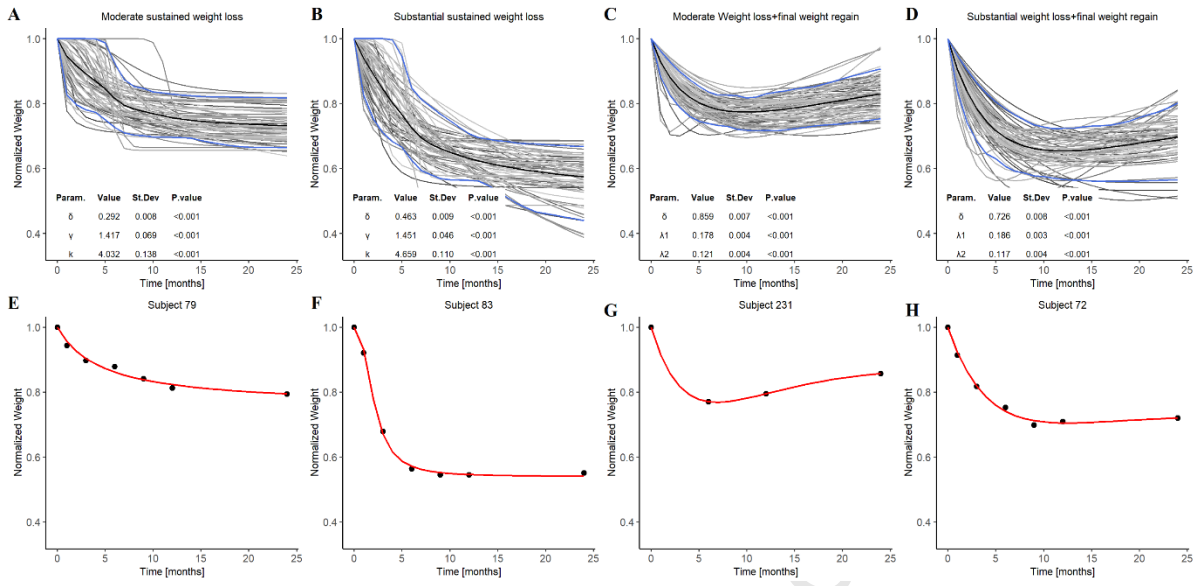 A Moderate sustained weight loss
1.0
0.8
0.6
0.4
Normalized Weight
Param. Value St.Dev P.value
δ 0.292 0.008 <0.001
γ 1.417 0.069 <0.001
k 4.032 0.138 <0.001
0 5 10 15 20 25
Time [months]
B Substantial sustained weight loss
1.0
0.8
0.6
0.4
Normalized Weight
Param. Value St.Dev P.value
δ 0.463 0.009 <0.001
γ 1.451 0.046 <0.001
k 4.659 0.110 <0.001
0 5 10 15 20 25
Time [months]
C Moderate Weight loss+final weight regain
1.0
0.8
0.6
0.4
Normalized Weight
Param. Value St.Dev P.value
δ 0.859 0.007 <0.001
λ1 0.178 0.004 <0.001
λ2 0.121 0.004 <0.001
0 5 10 15 20 25
Time [months]
D Substantial weight loss+final weight regain
1.0
0.8
0.6
0.4
Normalized Weight
Param. Value St.Dev P.value
δ 0.726 0.008 <0.001
λ1 0.186 0.003 <0.001
λ2 0.117 0.004 <0.001
0 5 10 15 20 25
Time [months]
E Subject 79
1.0
0.8
0.6
0.4
Normalized Weight
0 5 10 15 20 25
Time [months]
F Subject 83
1.0
0.8
0.6
0.4
Normalized Weight
0 5 10 15 20 25
Time [months]
G Subject 231
1.0
0.8
0.6
0.4
Normalized Weight
0 5 10 15 20 25
Time [months]
H Subject 72
1.0
0.8
0.6
0.4
Normalized Weight
0 5 10 15 20 25
Time [months]